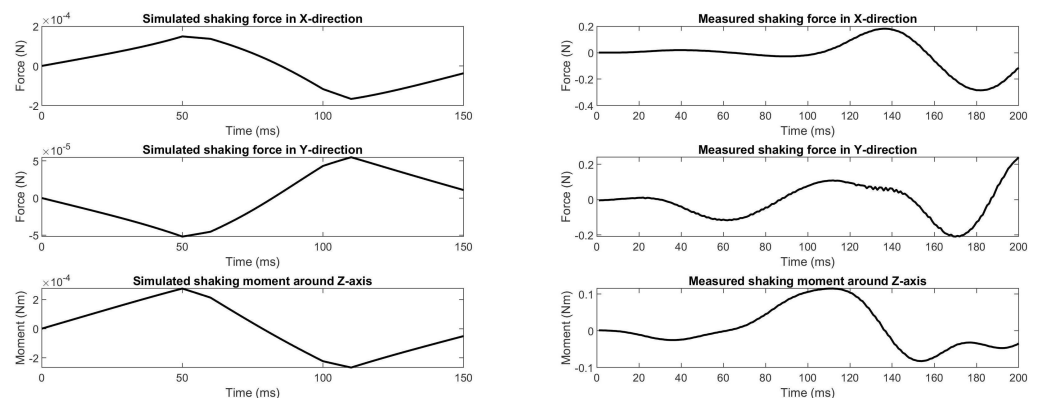 Simulated shaking force in X-direction
×10-4
2
0
-2
Force (N)
0 50 100 150
Time (ms)
Simulated shaking force in Y-direction
×10-5
5
0
-5
Force (N)
0 50 100 150
Time (ms)
Simulated shaking moment around Z-axis
×10-4
2
0
-2
Moment (Nm)
0 50 100 150
Time (ms)
Measured shaking force in X-direction
0.2
0
-0.2
-0.4
Force (N)
0 20 40 60 80 100 120 140 160 180 200
Time (ms)
Measured shaking force in Y-direction
0.2
0
-0.2
Force (N)
0 20 40 60 80 100 120 140 160 180 200
Time (ms)
Measured shaking moment around Z-axis
0.1
0
-0.1
Moment (Nm)
0 20 40 60 80 100 120 140 160 180 200
Time (ms)